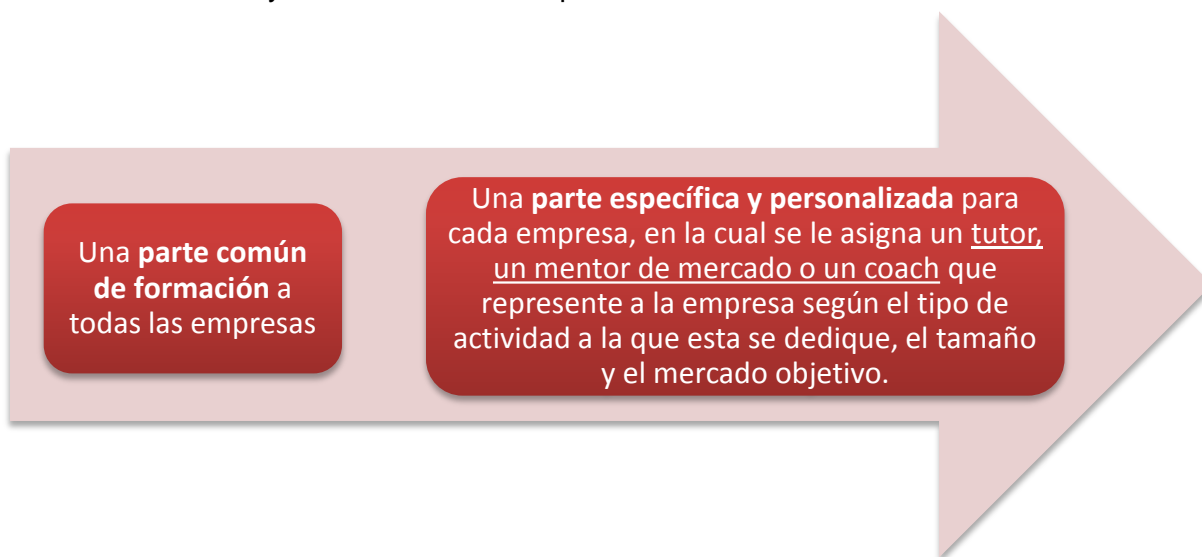 Una parte común
de formación a
todas las empresas
Una parte específica y personalizada para
cada empresa, en la cual se le asigna un tutor,
un mentor de mercado o un coach que
represente a la empresa según el tipo de
actividad a la que esta se dedique, el tamaño
y el mercado objetivo.